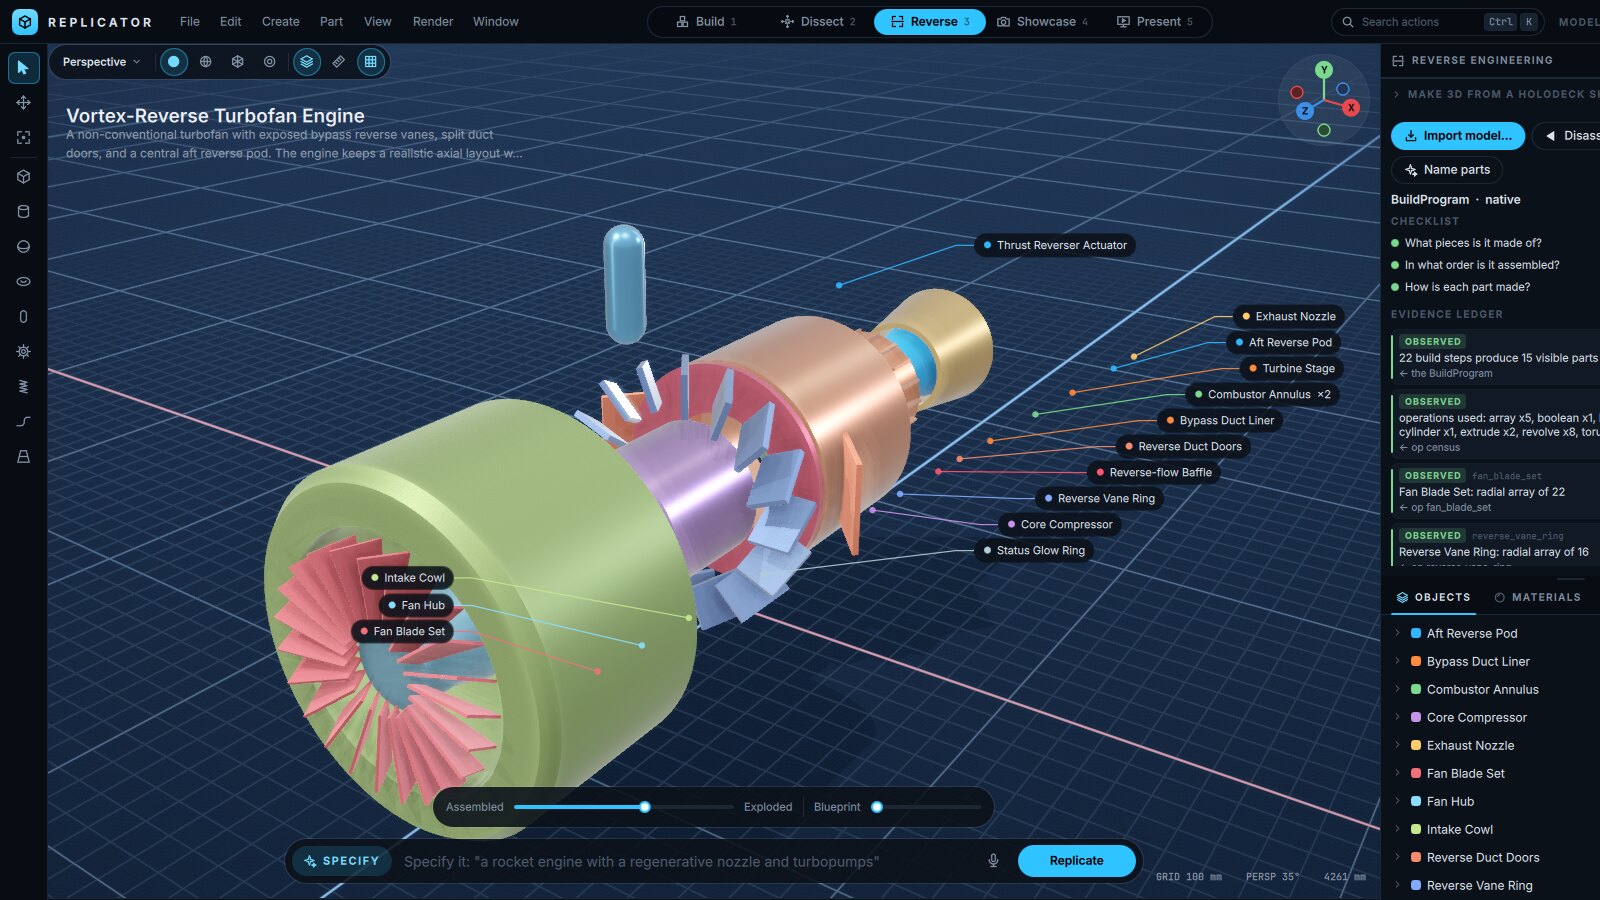 REPLICATOR
File Edit Create Part View Render Window
Build 1 Dissect 2 Reverse 3 Showcase 4 Present 5
Search actions Ctrl K
Perspective
Vortex-Reverse Turbofan Engine
A non-conventional turbofan with exposed bypass reverse vanes, split duct
doors, and a central aft reverse pod. The engine keeps a realistic axial layout w...
Y
Z
X
Thrust Reverser Actuator
Exhaust Nozzle
Aft Reverse Pod
Turbine Stage
Combustor Annulus ×2
Bypass Duct Liner
Reverse Duct Doors
Reverse-flow Baffle
Reverse Vane Ring
Core Compressor
Status Glow Ring
Intake Cowl
Fan Hub
Fan Blade Set
Assembled Exploded Blueprint
SPECIFY Specify it: "a rocket engine with a regenerative nozzle and turbopumps" Replicate
GRID 100 mm PERSP 35° 4261 mm
REVERSE ENGINEERING
MAKE 3D FROM A HOLODECK
Import model...
Name parts
BuildProgram · native
CHECKLIST
What pieces is it made of?
In what order is it assembled?
How is each part made?
EVIDENCE LEDGER
OBSERVED
22 build steps produce 15 visible parts
← the BuildProgram
OBSERVED
operations used: array x5, boolean x1,
cylinder x1, extrude x2, revolve x8,
← op census
OBSERVED fan_blade_set
Fan Blade Set: radial array of 22
← op fan_blade_set
OBSERVED reverse_vane_ring
Reverse Vane Ring: radial array of 16
OBJECTS MATERIALS
Aft Reverse Pod
Bypass Duct Liner
Combustor Annulus
Core Compressor
Exhaust Nozzle
Fan Blade Set
Fan Hub
Intake Cowl
Reverse Duct Doors
Reverse Vane Ring